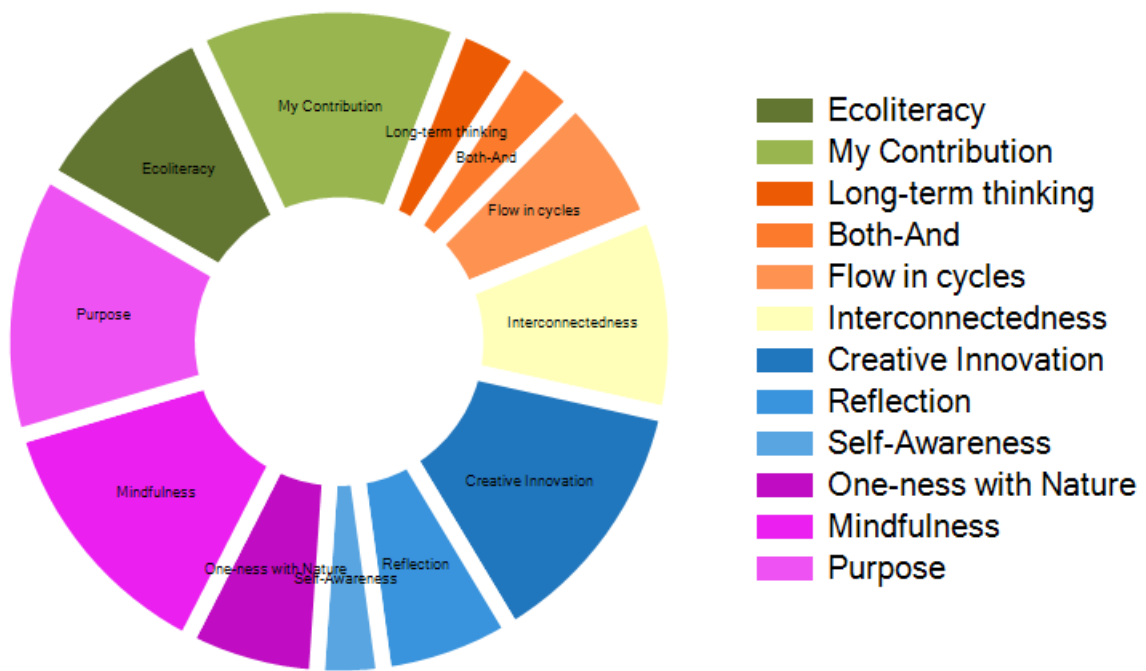 My Contribution
Long-term thinking
Both-And
Ecoliteracy
Flow in cycles
Purpose
Interconnectedness
Mindfulness
Creative Innovation
One-ness with Nature
Self-Awareness
Reflection
Ecoliteracy
My Contribution
Long-term thinking
Both-And
Flow in cycles
Interconnectedness
Creative Innovation
Reflection
Self-Awareness
One-ness with Nature
Mindfulness
Purpose